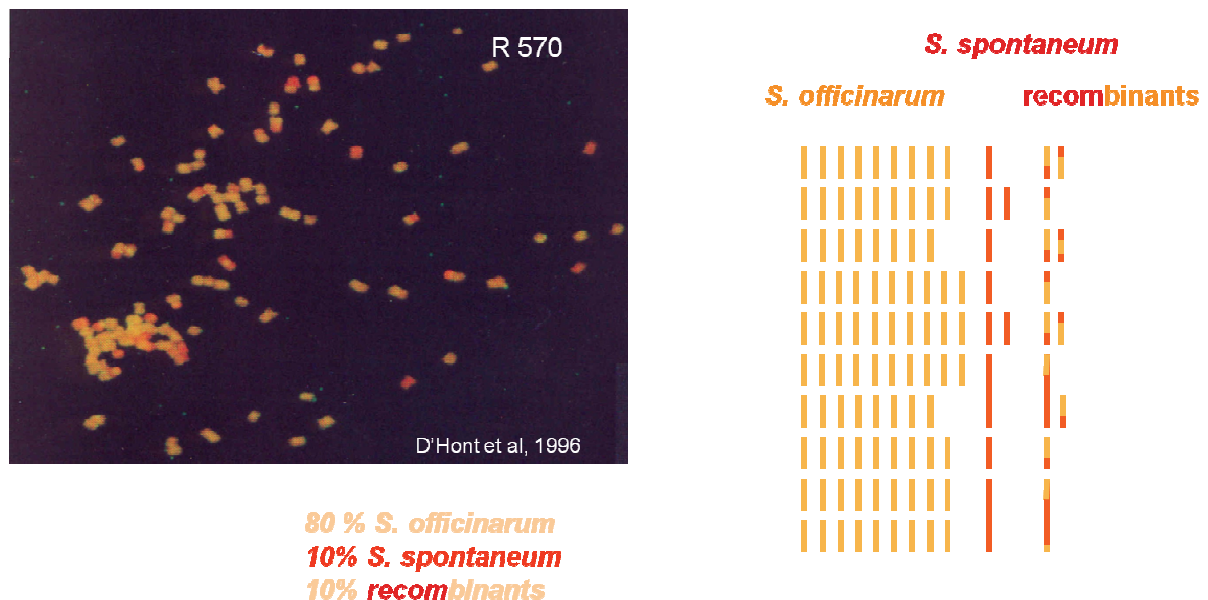 R 570
D'Hont et al, 1996
80 % S. officinarum
10% S. spontaneum
10% recombinants
S. spontaneum
S. officinarum
recombinants